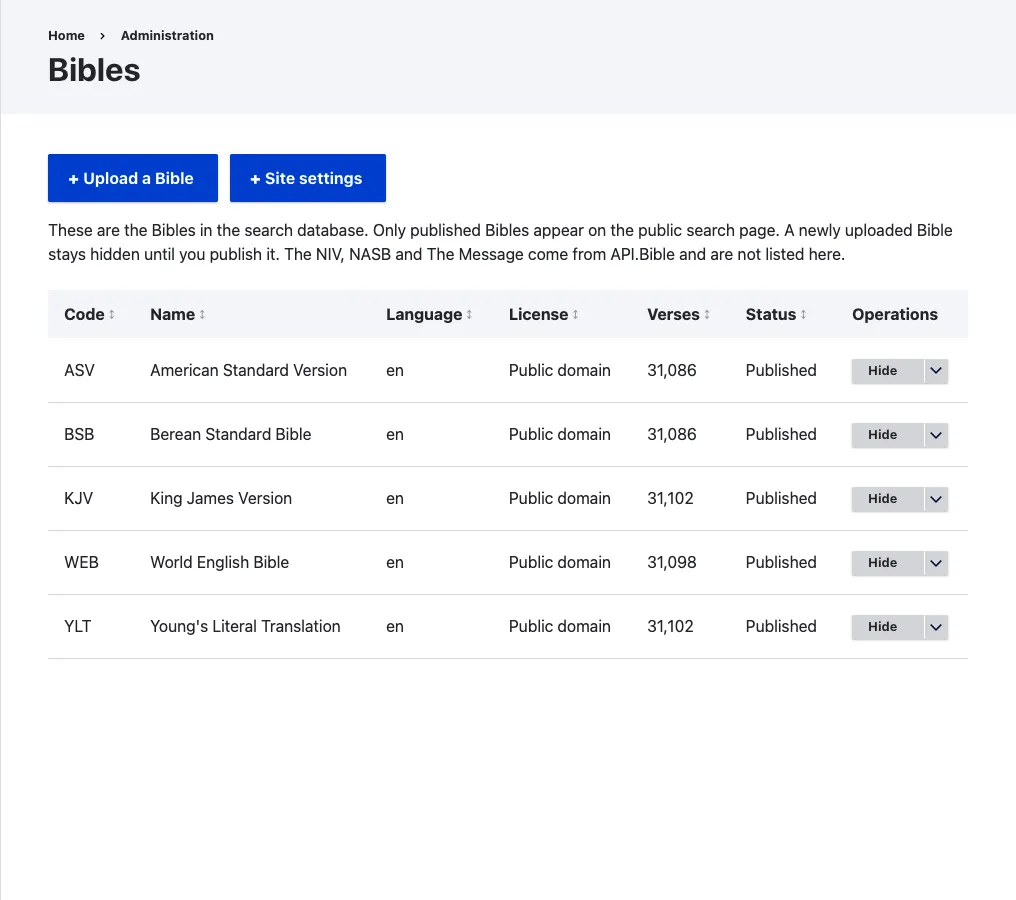 Home › Administration
Bibles
+ Upload a Bible + Site settings
These are the Bibles in the search database. Only published Bibles appear on the public search page. A newly uploaded Bible
stays hidden until you publish it. The NIV, NASB and The Message come from API.Bible and are not listed here.
Code Name Language License Verses Status Operations
ASV American Standard Version en Public domain 31,086 Published Hide
BSB Berean Standard Bible en Public domain 31,086 Published Hide
KJV King James Version en Public domain 31,102 Published Hide
WEB World English Bible en Public domain 31,098 Published Hide
YLT Young's Literal Translation en Public domain 31,102 Published Hide